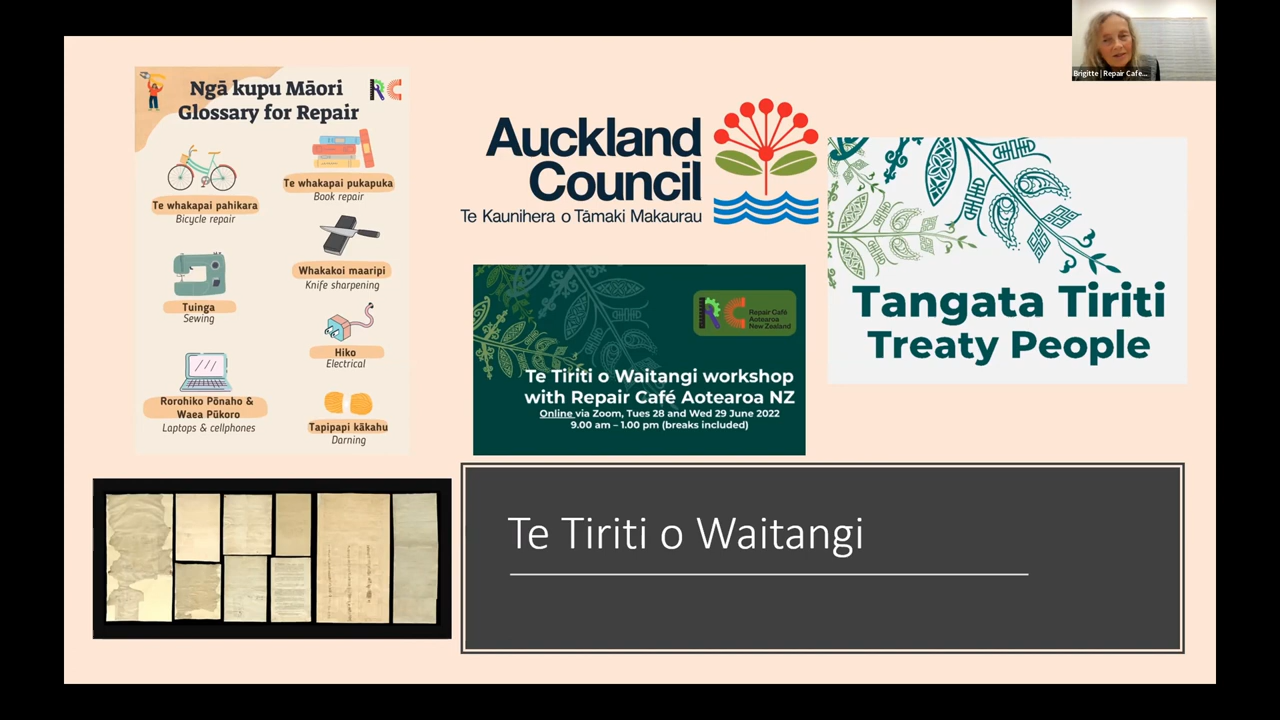 Brigitte | Repair Cafe...
Ngā kupu Māori
Glossary for Repair
RC
Te whakapai pahikara
Bicycle repair
Te whakapai pukapuka
Book repair
Tuinga
Sewing
Whakakoi maaripi
Knife sharpening
Hiko
Electrical
Rorohiko Pōnaho &
Waea Pūkoro
Laptops & cellphones
Tapipapi kākahu
Darning
Auckland
Council
Te Kaunihera o Tāmaki Makaurau
RC
Repair Café
Aotearoa
New Zealand
Te Tiriti o Waitangi workshop
with Repair Café Aotearoa NZ
Online via Zoom, Tues 28 and Wed 29 June 2022
9.00 am – 1.00 pm (breaks included)
Tangata Tiriti
Treaty People
Te Tiriti o Waitangi